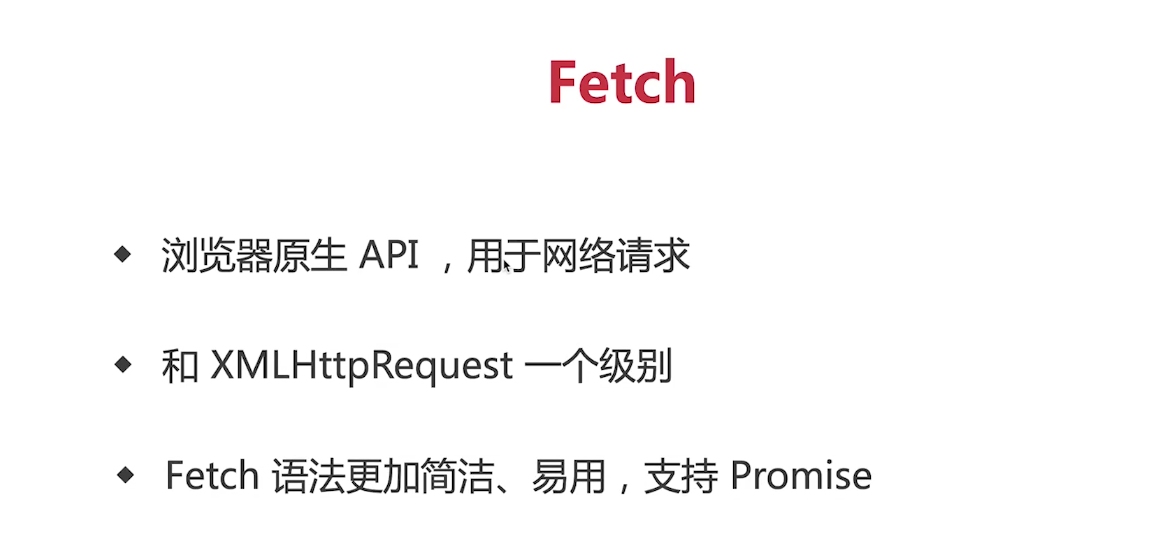 Fetch
◆ 浏览器原生 API ，用于网络请求
◆ 和 XMLHttpRequest 一个级别
◆ Fetch 语法更加简洁、易用，支持 Promise